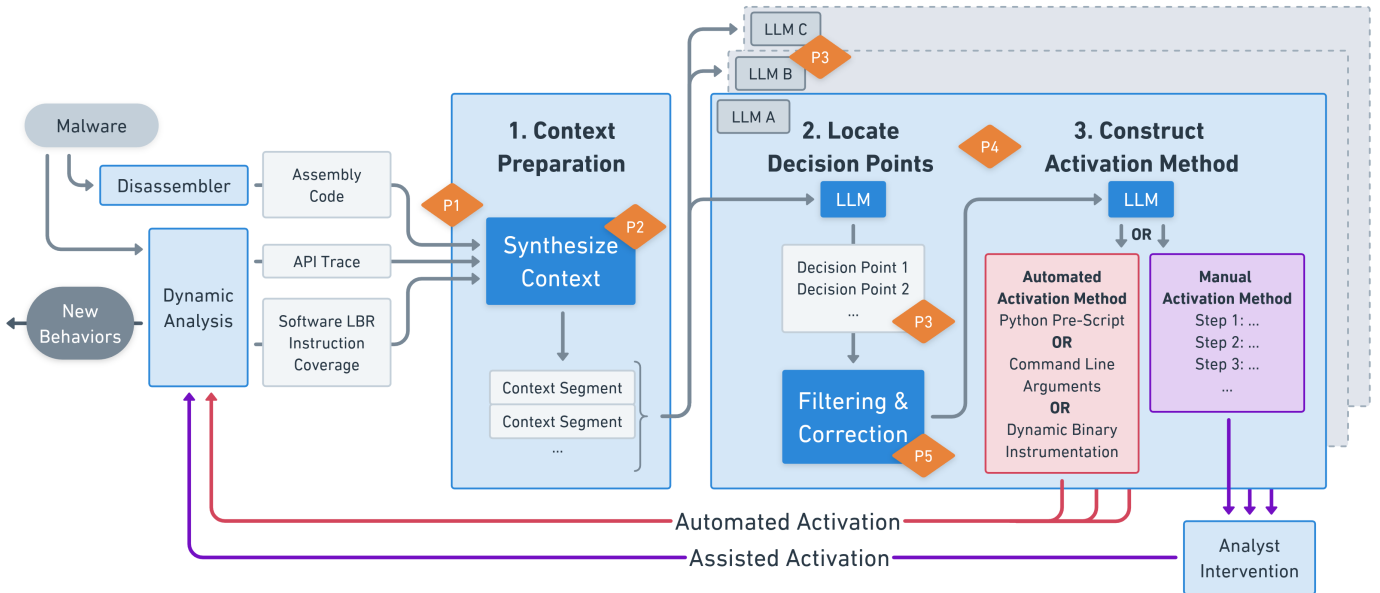 Malware
Disassembler
Dynamic
Analysis
New
Behaviors
Assembly
Code
API Trace
Software LBR
Instruction
Coverage
1. Context
Preparation
P1
P2
Synthesize
Context
Context Segment
Context Segment
...
LLM C
P3
LLM B
LLM A
2. Locate
Decision Points
LLM
Decision Point 1
Decision Point 2
...
P3
Filtering &
Correction
P5
P4
3. Construct
Activation Method
LLM
OR
Automated
Activation Method
Python Pre-Script
OR
Command Line
Arguments
OR
Dynamic Binary
Instrumentation
Manual
Activation Method
Step 1: ...
Step 2: ...
Step 3: ...
...
Automated Activation
Assisted Activation
Analyst
Intervention